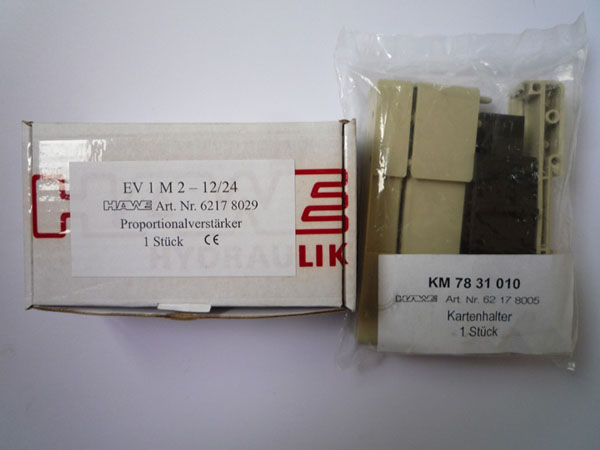 EV 1 M 2 – 12/24
HAWE Art. Nr. 6217 8029
Proportionalverstärker
1 Stück CE
HYDRAULIK
KM 78 31 010
HAWE Art. Nr. 62 17 8005
Kartenhalter
1 Stück